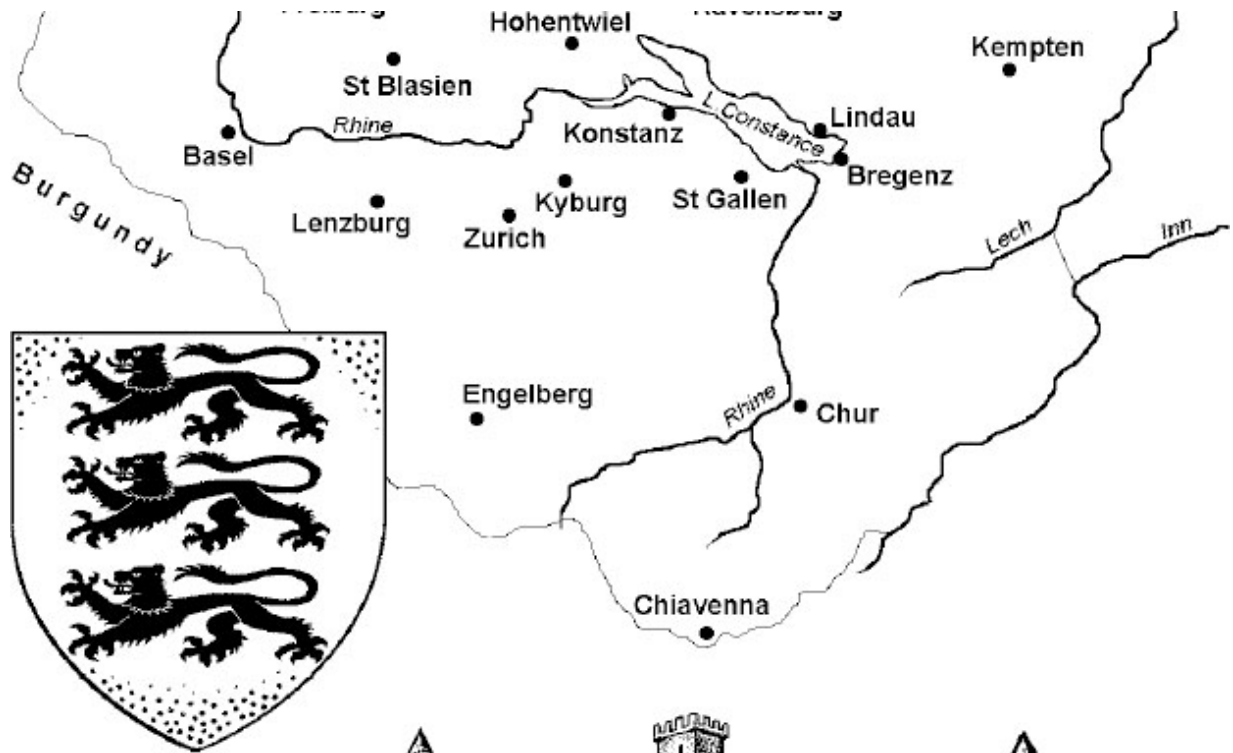 Hohentwiel
Kempten
St Blasien
Rhine
L. Constance
Lindau
Konstanz
Basel
Bregenz
Burgundy
Kyburg
St Gallen
Lenzburg
Zurich
Lech
Inn
Engelberg
Rhine
Chur
Chiavenna